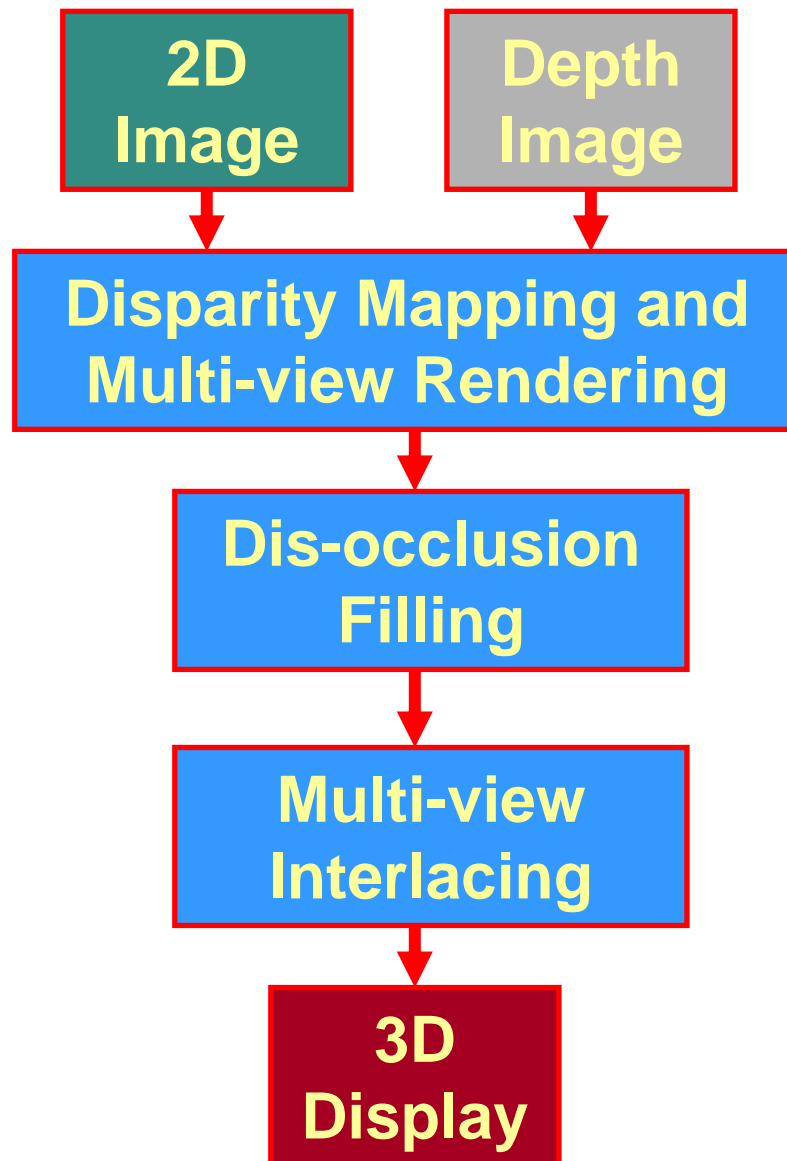 2D
Image
Depth
Image
Disparity Mapping and
Multi-view Rendering
Dis-occlusion
Filling
Multi-view
Interlacing
3D
Display